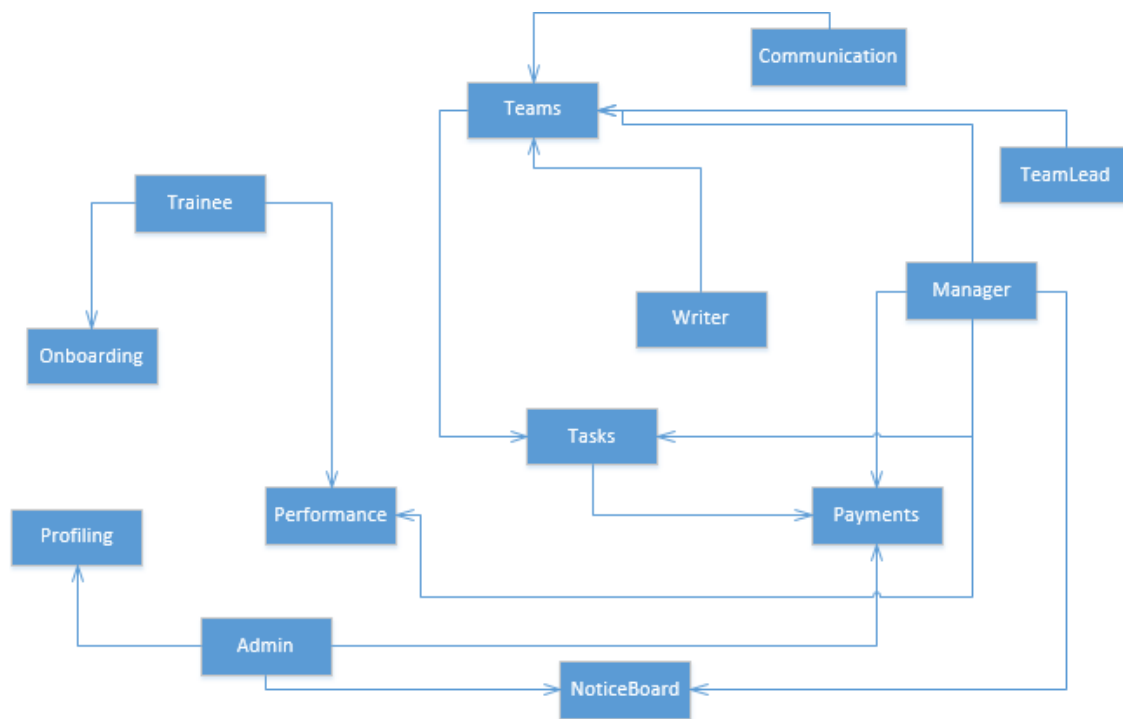 Communication
Teams
TeamLead
Trainee
Manager
Writer
Onboarding
Tasks
Performance
Payments
Profiling
Admin
NoticeBoard